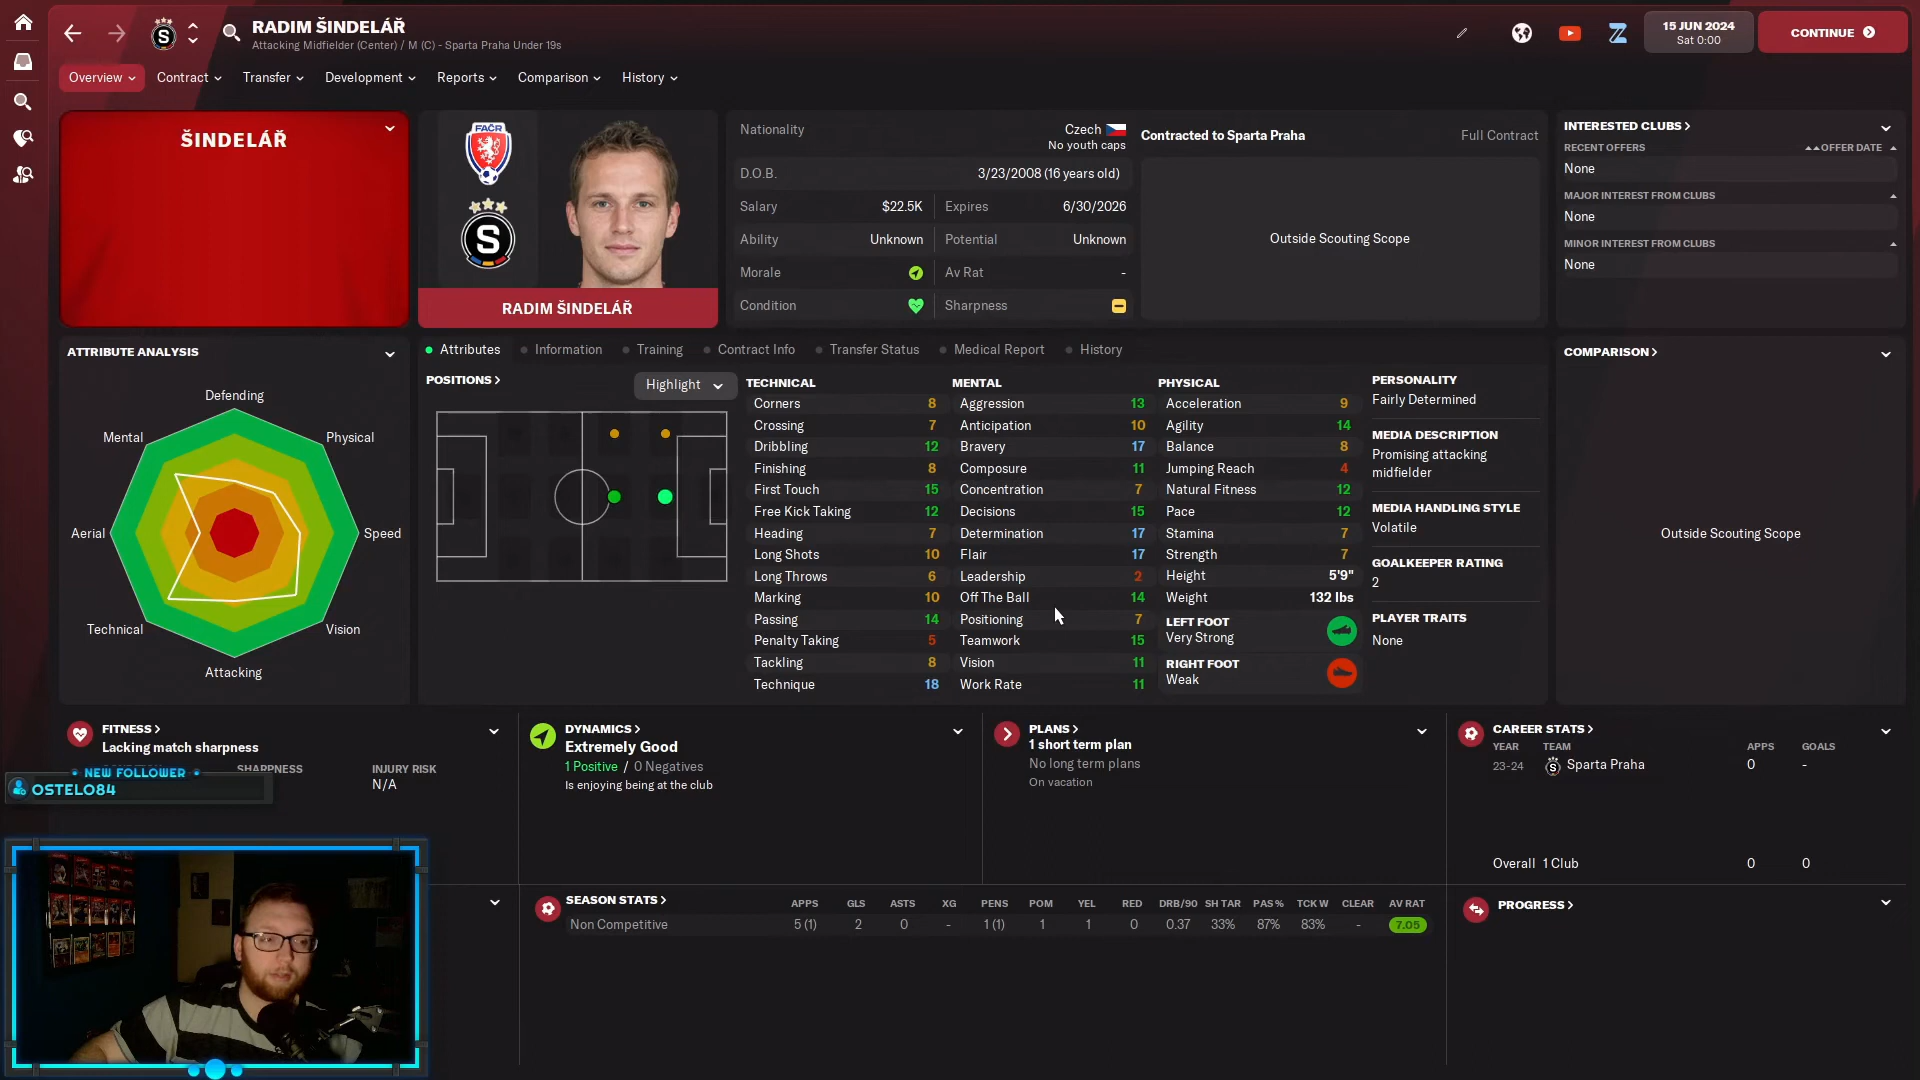 RADIM ŠINDELÁŘ
Attacking Midfielder (Center) / M (C) - Sparta Praha Under 19s
15 JUN 2024
Sat 0:00
CONTINUE
Overview
Contract
Transfer
Development
Reports
Comparison
History
ŠINDELÁŘ
FAČR
S
RADIM ŠINDELÁŘ
Nationality
Czech
No youth caps
D.O.B.
3/23/2008 (16 years old)
Salary $22.5K
Expires 6/30/2026
Ability Unknown
Potential Unknown
Morale
Av Rat -
Condition
Sharpness
Contracted to Sparta Praha
Full Contract
Outside Scouting Scope
INTERESTED CLUBS
RECENT OFFERS OFFER DATE
None
MAJOR INTEREST FROM CLUBS
None
MINOR INTEREST FROM CLUBS
None
ATTRIBUTE ANALYSIS
Defending
Mental
Physical
Aerial
Speed
Technical
Vision
Attacking
Attributes
Information
Training
Contract Info
Transfer Status
Medical Report
History
POSITIONS
Highlight
TECHNICAL
Corners 8
Crossing 7
Dribbling 12
Finishing 8
First Touch 15
Free Kick Taking 12
Heading 7
Long Shots 10
Long Throws 6
Marking 10
Passing 14
Penalty Taking 5
Tackling 8
Technique 18
MENTAL
Aggression 13
Anticipation 10
Bravery 17
Composure 11
Concentration 7
Decisions 15
Determination 17
Flair 17
Leadership 2
Off The Ball 14
Positioning 7
Teamwork 15
Vision 11
Work Rate 11
PHYSICAL
Acceleration 9
Agility 14
Balance 8
Jumping Reach 4
Natural Fitness 12
Pace 12
Stamina 7
Strength 7
Height 5'9"
Weight 132 lbs
LEFT FOOT
Very Strong
RIGHT FOOT
Weak
PERSONALITY
Fairly Determined
MEDIA DESCRIPTION
Promising attacking
midfielder
MEDIA HANDLING STYLE
Volatile
GOALKEEPER RATING
2
PLAYER TRAITS
None
COMPARISON
Outside Scouting Scope
FITNESS
Lacking match sharpness
SHARPNESS
INJURY RISK
N/A
NEW FOLLOWER
OSTELO84
DYNAMICS
Extremely Good
1 Positive / 0 Negatives
Is enjoying being at the club
PLANS
1 short term plan
No long term plans
On vacation
CAREER STATS
YEAR TEAM APPS GOALS
23-24 Sparta Praha 0 -
Overall 1 Club 0 0
SEASON STATS APPS GLS ASTS XG PENS POM YEL RED DRB/90 SH TAR PAS % TCK W CLEAR AV RAT
Non Competitive 5 (1) 2 0 - 1 (1) 1 1 0 0.37 33% 87% 83% - 7.05
PROGRESS